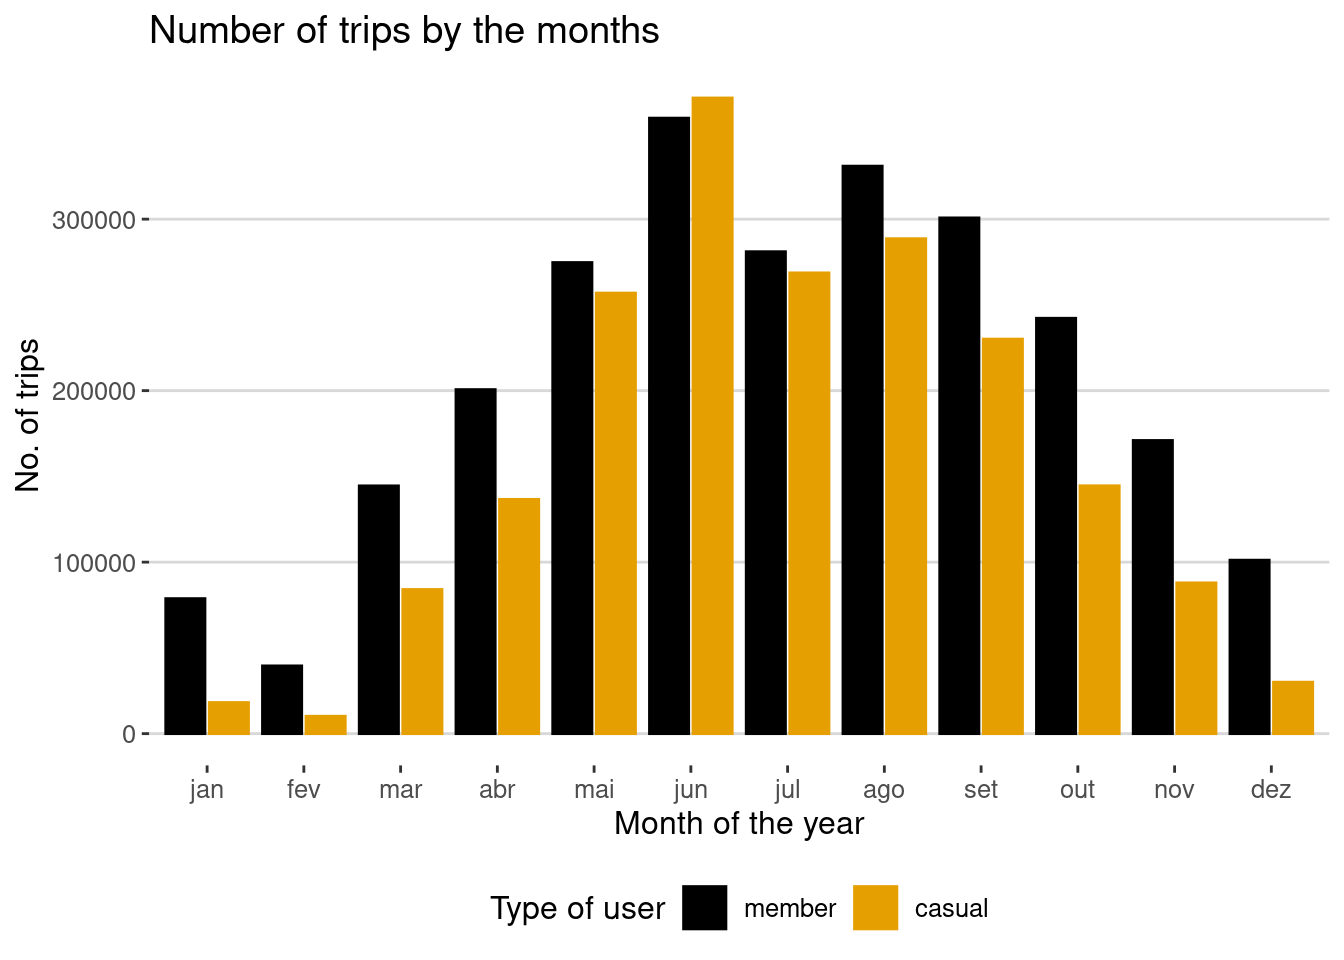 Number of trips by the months
No. of trips
300000
200000
100000
0
jan fev mar abr mai jun jul ago set out nov dez
Month of the year
Type of user member casual